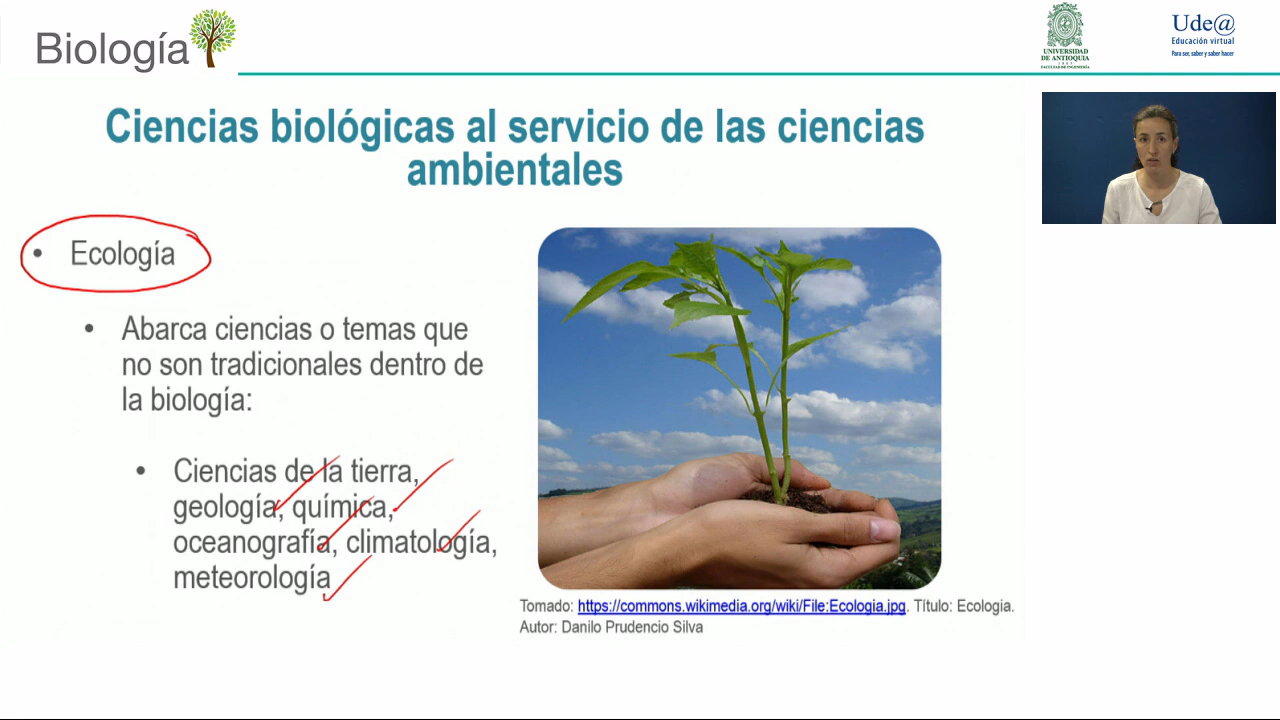 Biología
UNIVERSIDAD
DE ANTIOQUIA
1803
FACULTAD DE INGENIERÍA
Ude@
Educación virtual
Para ser, saber y saber hacer
Ciencias biológicas al servicio de las ciencias
ambientales
• Ecología
• Abarca ciencias o temas que
no son tradicionales dentro de
la biología:
• Ciencias de la tierra,
geología, química,
oceanografía, climatología,
meteorología
Tomado: https://commons.wikimedia.org/wiki/File:Ecologia.jpg. Título: Ecologia.
Autor: Danilo Prudencio Silva